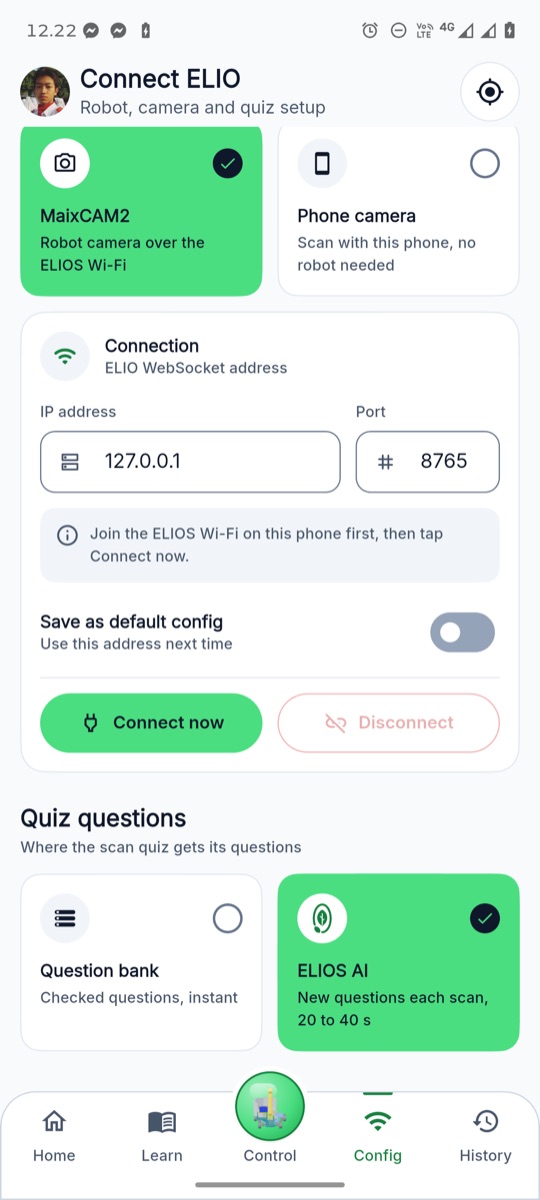 12.22
Vo
LTE
4G
Connect ELIO
Robot, camera and quiz setup
MaixCAM2
Robot camera over the
ELIOS Wi-Fi
Phone camera
Scan with this phone, no
robot needed
Connection
ELIO WebSocket address
IP address
Port
127.0.0.1
# 8765
Join the ELIOS Wi-Fi on this phone first, then tap
Connect now.
Save as default config
Use this address next time
Connect now
Disconnect
Quiz questions
Where the scan quiz gets its questions
Question bank
Checked questions, instant
ELIOS AI
New questions each scan,
20 to 40 s
Home
Learn
Control
Config
History